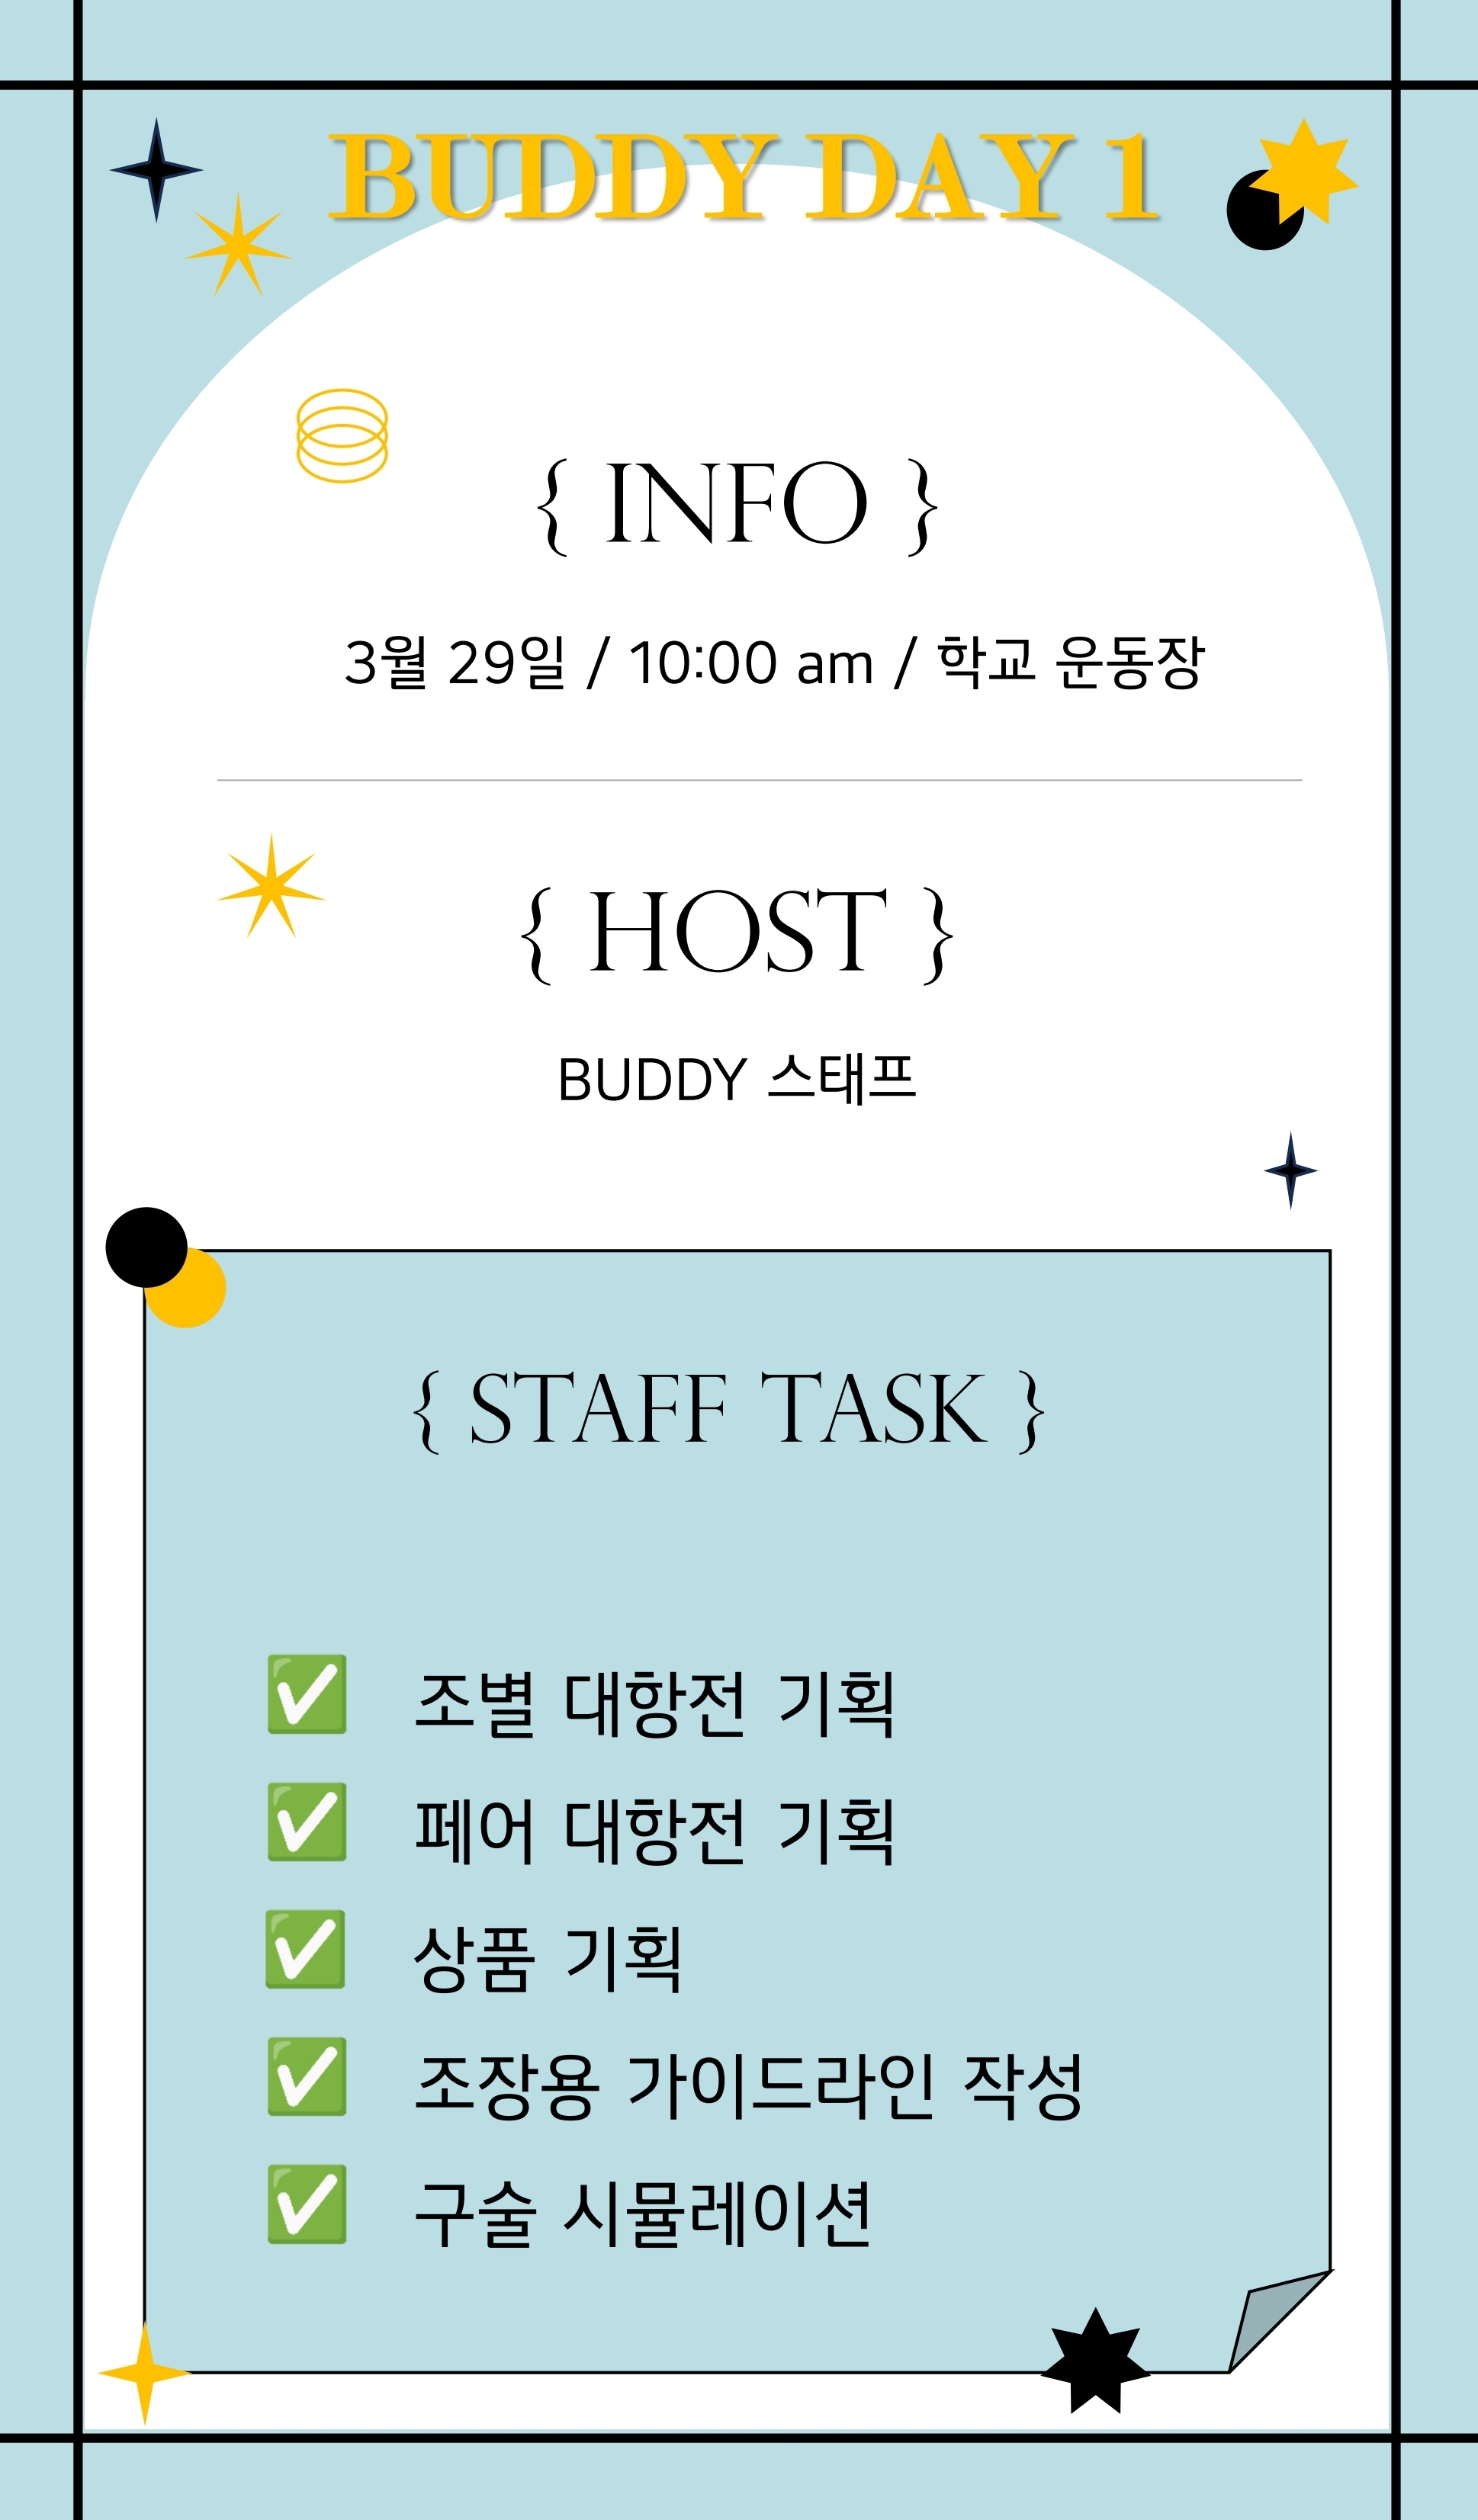 BUDDY DAY 1
{ INFO }
3월 29일 / 10:00 am / 학교 운동장
{ HOST }
BUDDY 스태프
{ STAFF TASK }
✅ 조별 대항전 기획
✅ 페어 대항전 기획
✅ 상품 기획
✅ 조장용 가이드라인 작성
✅ 구술 시뮬레이션